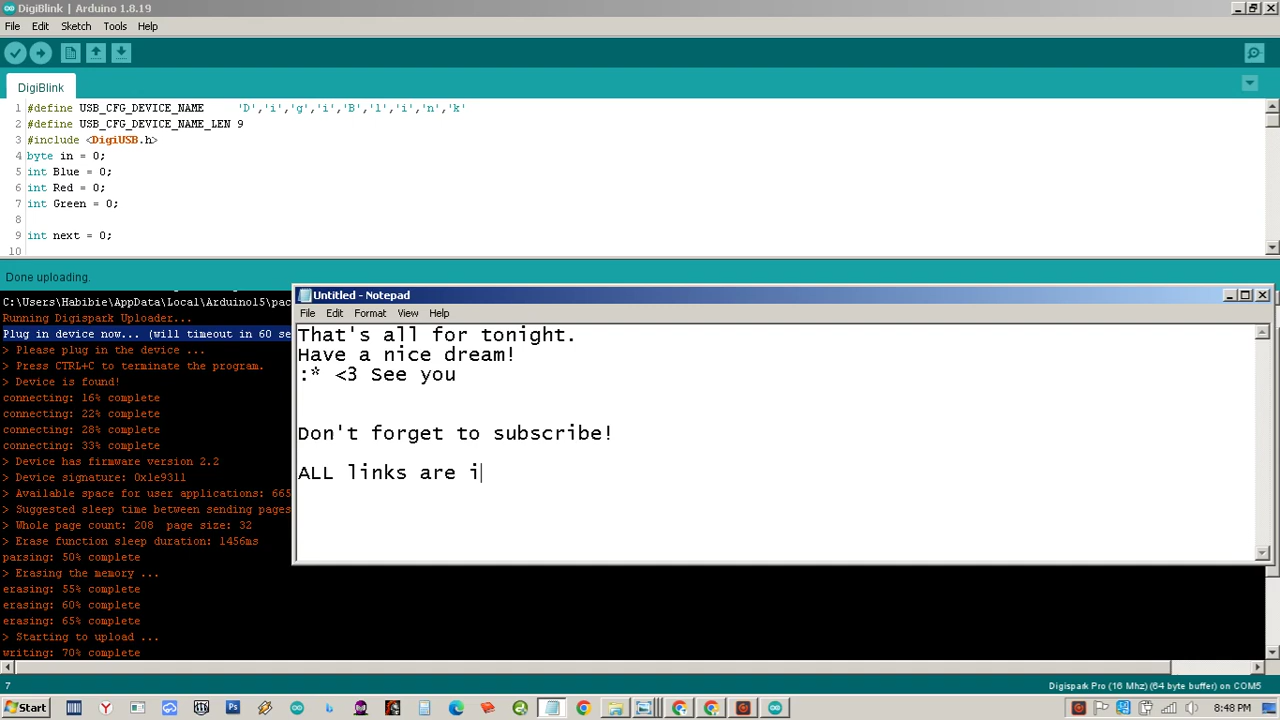 DigiBlink | Arduino 1.8.19
File Edit Sketch Tools Help
DigiBlink
1 #define USB_CFG_DEVICE_NAME 'D','i','g','i','B','l','i','n','k'
2 #define USB_CFG_DEVICE_NAME_LEN 9
3 #include <DigiUSB.h>
4 byte in = 0;
5 int Blue = 0;
6 int Red = 0;
7 int Green = 0;
8
9 int next = 0;
10
Done uploading.
C:\Users\Habibie\AppData\Local\Arduino15\pac
Running Digispark Uploader...
Plug in device now... (will timeout in 60 se
> Please plug in the device ...
> Press CTRL+C to terminate the program.
> Device is found!
connecting: 16% complete
connecting: 22% complete
connecting: 28% complete
connecting: 33% complete
> Device has firmware version 2.2
> Device signature: 0x1e9311
> Available space for user applications: 665
> Suggested sleep time between sending pages
> Whole page count: 208 page size: 32
> Erase function sleep duration: 1456ms
parsing: 50% complete
> Erasing the memory ...
erasing: 55% complete
erasing: 60% complete
erasing: 65% complete
> Starting to upload ...
writing: 70% complete
Untitled - Notepad
File Edit Format View Help
That's all for tonight.
Have a nice dream!
:* <3 See you
Don't forget to subscribe!
ALL links are i
7
Digispark Pro (16 Mhz) (64 byte buffer) on COM5
Start
8:48 PM